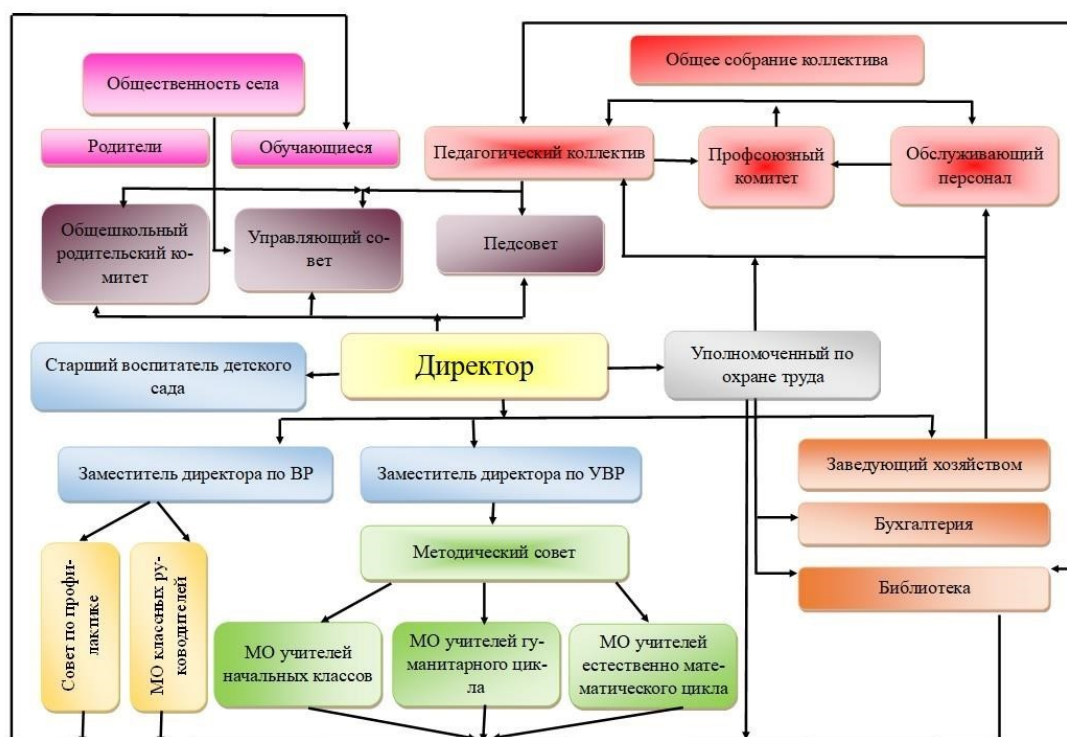 Общее собрание коллектива
Общественность села
Родители
Обучающиеся
Педагогический коллектив
Профсоюзный
комитет
Обслуживающий
персонал
Общешкольный
родительский ко-
митет
Управляющий со-
вет
Педсовет
Старший воспитатель детского
сада
Директор
Уполномоченный по
охране труда
Заместитель директора по ВР
Заместитель директора по УВР
Заведующий хозяйством
Бухгалтерия
Методический совет
Библиотека
Совет по профи-
лактике
МО классных ру-
ководителей
МО учителей
начальных классов
МО учителей гу-
манитарного цик-
ла
МО учителей
естественно мате-
матического цикла